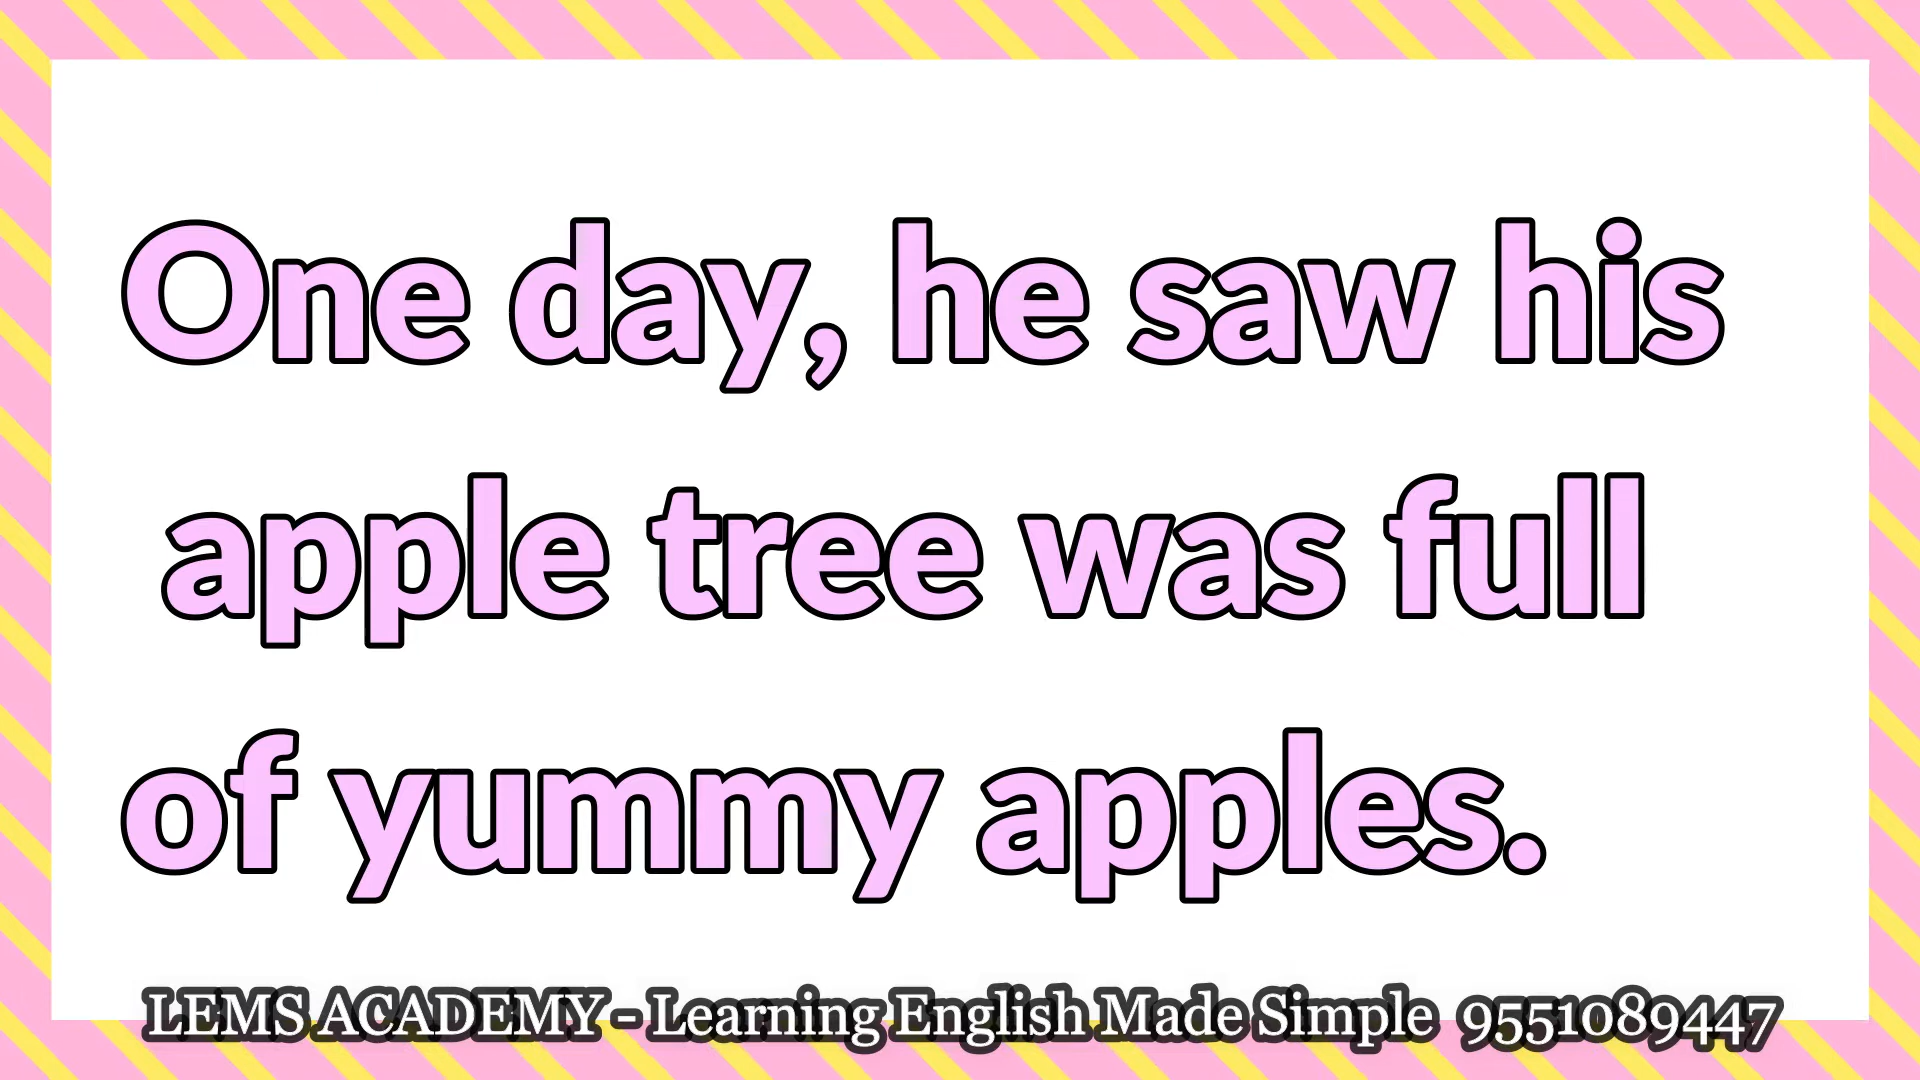 One day, he saw his
apple tree was full
of yummy apples.
LEMS ACADEMY - Learning English Made Simple 9551089447